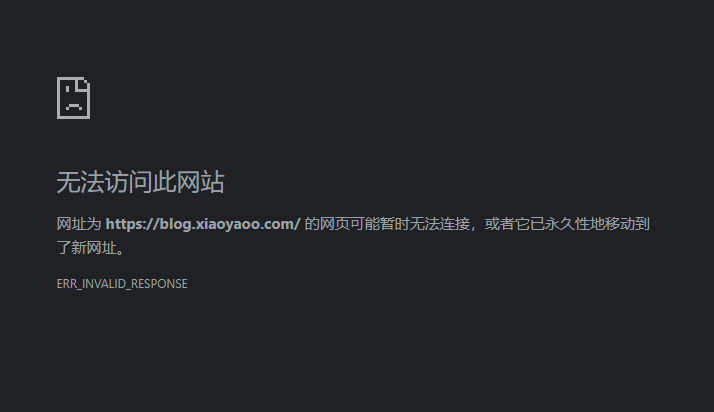 无法访问此网站
网址为 https://blog.xiaoyaoo.com/ 的网页可能暂时无法连接，或者它已永久性地移动到
了新网址。
ERR_INVALID_RESPONSE